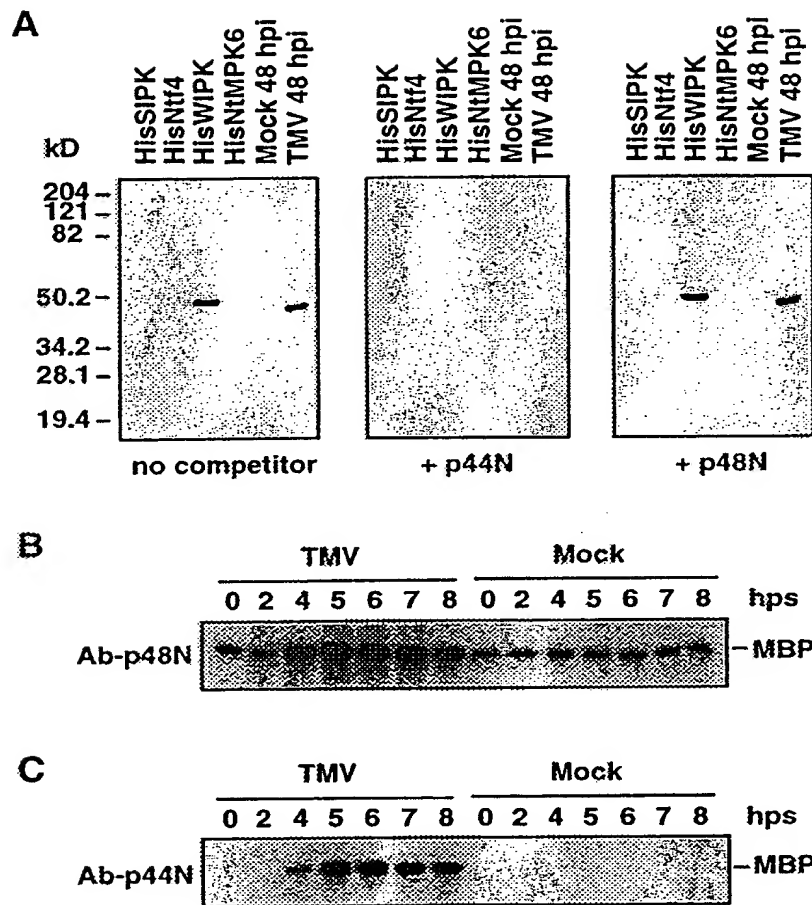 A
HisSIPK HisNtf4 HisWIPK HisNtMPK6 Mock 48 hpi TMV 48 hpi
HisSIPK HisNtf4 HisWIPK HisNtMPK6 Mock 48 hpi TMV 48 hpi
HisSIPK HisNtf4 HisWIPK HisNtMPK6 Mock 48 hpi TMV 48 hpi
kD
204 –
121 –
82 –
50.2 –
34.2 –
28.1 –
19.4 –
no competitor + p44N + p48N
B
TMV Mock
0 2 4 5 6 7 8 0 2 4 5 6 7 8 hps
Ab-p48N –MBP
C
TMV Mock
0 2 4 5 6 7 8 0 2 4 5 6 7 8 hps
Ab-p44N –MBP